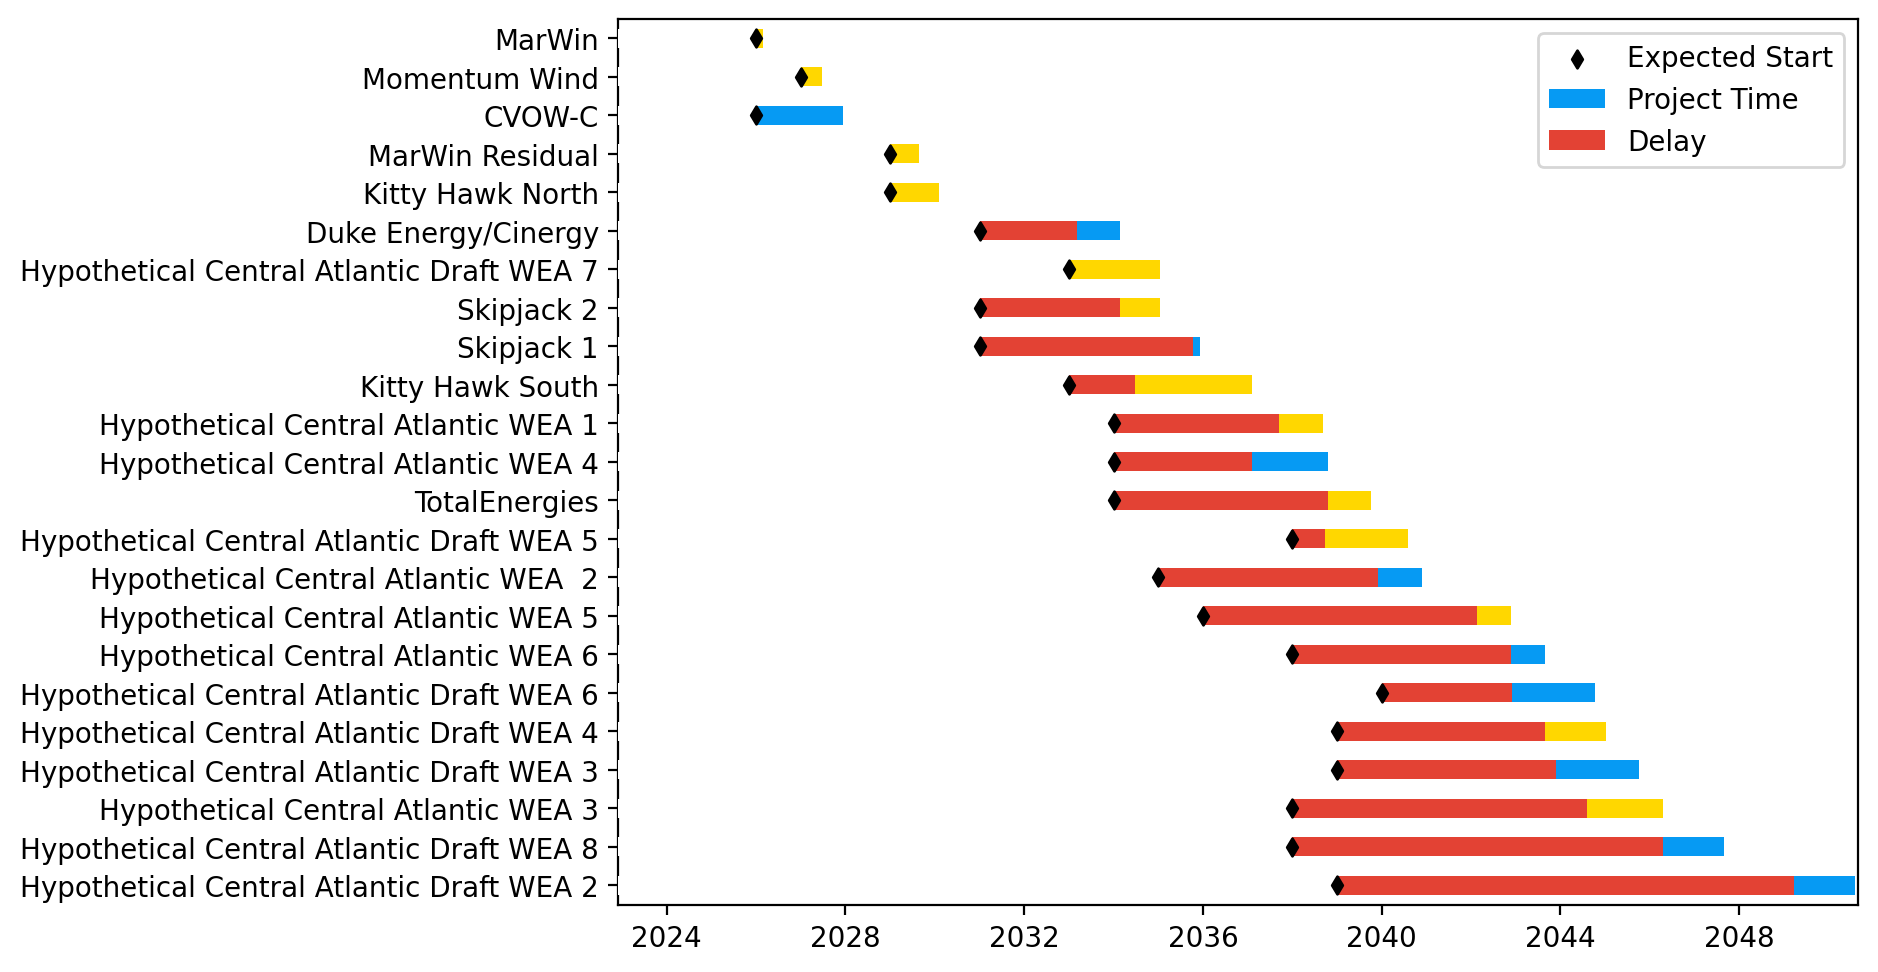 MarWin
Momentum Wind
CVOW-C
MarWin Residual
Kitty Hawk North
Duke Energy/Cinergy
Hypothetical Central Atlantic Draft WEA 7
Skipjack 2
Skipjack 1
Kitty Hawk South
Hypothetical Central Atlantic WEA 1
Hypothetical Central Atlantic WEA 4
TotalEnergies
Hypothetical Central Atlantic Draft WEA 5
Hypothetical Central Atlantic WEA  2
Hypothetical Central Atlantic WEA 5
Hypothetical Central Atlantic WEA 6
Hypothetical Central Atlantic Draft WEA 6
Hypothetical Central Atlantic Draft WEA 4
Hypothetical Central Atlantic Draft WEA 3
Hypothetical Central Atlantic WEA 3
Hypothetical Central Atlantic Draft WEA 8
Hypothetical Central Atlantic Draft WEA 2
Expected Start
Project Time
Delay
2024 2028 2032 2036 2040 2044 2048